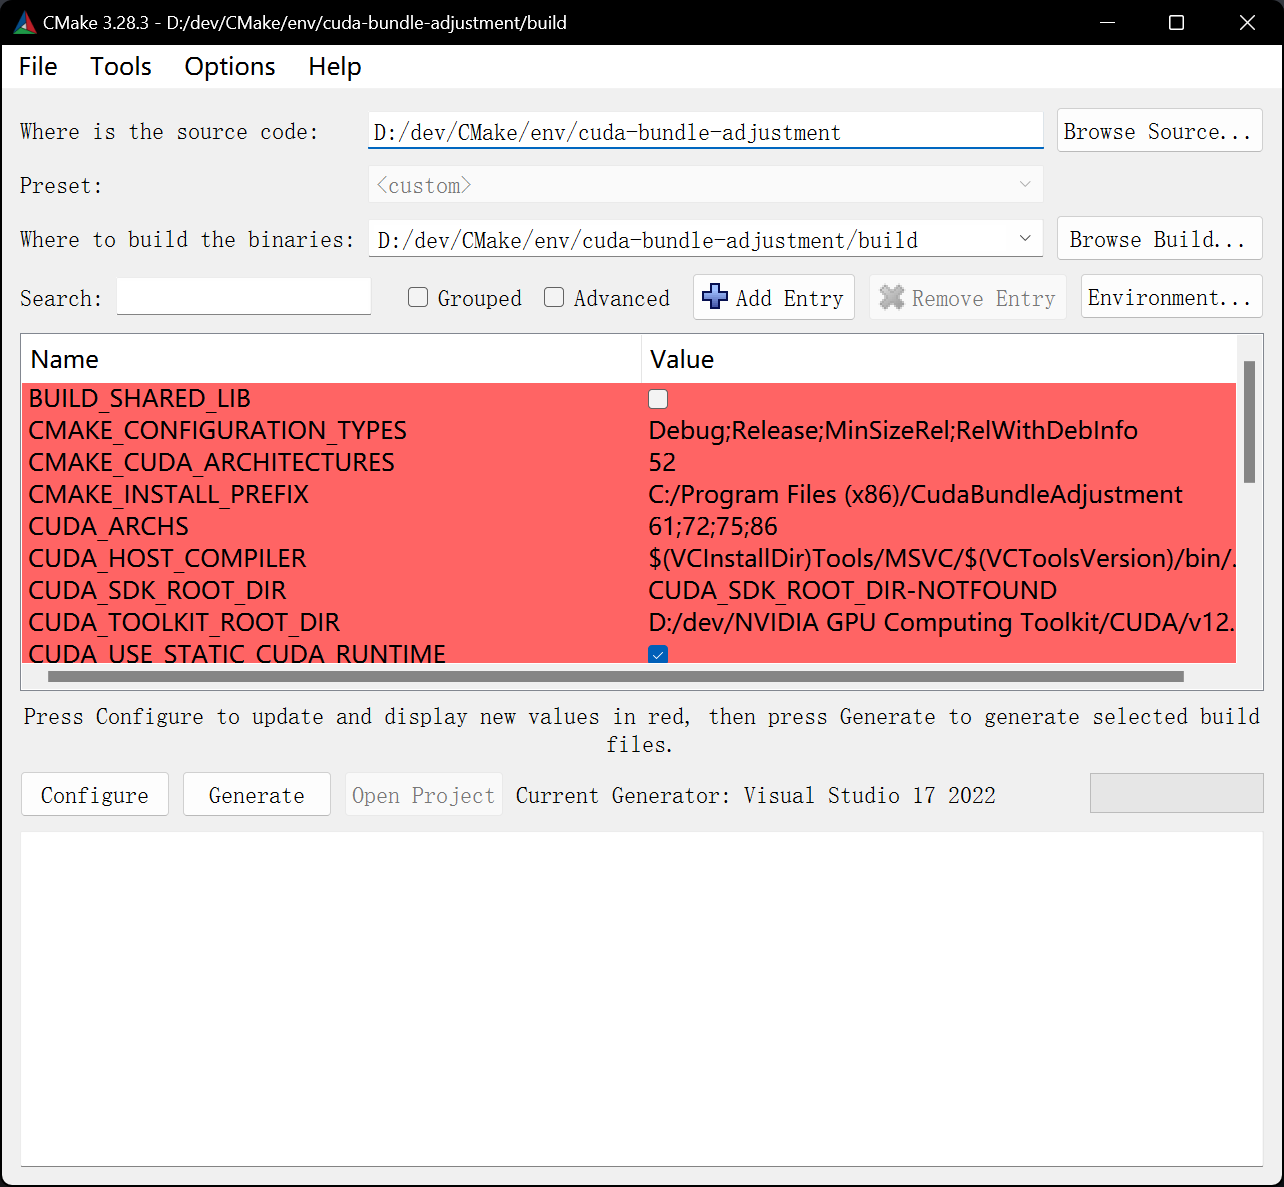 CMake 3.28.3 - D:/dev/CMake/env/cuda-bundle-adjustment/build
File Tools Options Help
Where is the source code: D:/dev/CMake/env/cuda-bundle-adjustment Browse Source...
Preset: <custom>
Where to build the binaries: D:/dev/CMake/env/cuda-bundle-adjustment/build Browse Build...
Search: Grouped Advanced Add Entry Remove Entry Environment...
Name Value
BUILD_SHARED_LIB
CMAKE_CONFIGURATION_TYPES Debug;Release;MinSizeRel;RelWithDebInfo
CMAKE_CUDA_ARCHITECTURES 52
CMAKE_INSTALL_PREFIX C:/Program Files (x86)/CudaBundleAdjustment
CUDA_ARCHS 61;72;75;86
CUDA_HOST_COMPILER $(VCInstallDir)Tools/MSVC/$(VCToolsVersion)/bin/.
CUDA_SDK_ROOT_DIR CUDA_SDK_ROOT_DIR-NOTFOUND
CUDA_TOOLKIT_ROOT_DIR D:/dev/NVIDIA GPU Computing Toolkit/CUDA/v12.
CUDA_USE_STATIC_CUDA_RUNTIME
Press Configure to update and display new values in red, then press Generate to generate selected build
files.
Configure Generate Open Project Current Generator: Visual Studio 17 2022